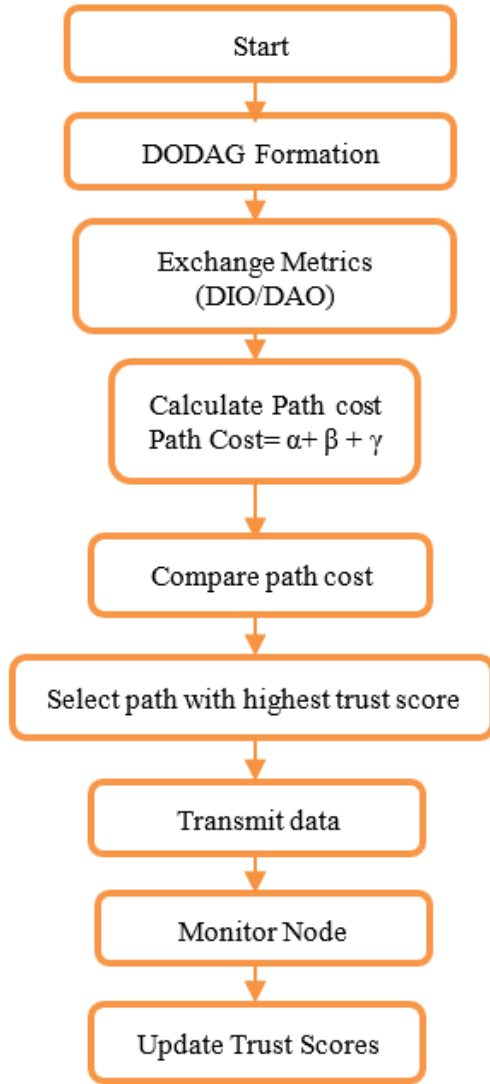 Start
DODAG Formation
Exchange Metrics
(DIO/DAO)
Calculate Path cost
Path Cost= α+ β + γ
Compare path cost
Select path with highest trust score
Transmit data
Monitor Node
Update Trust Scores